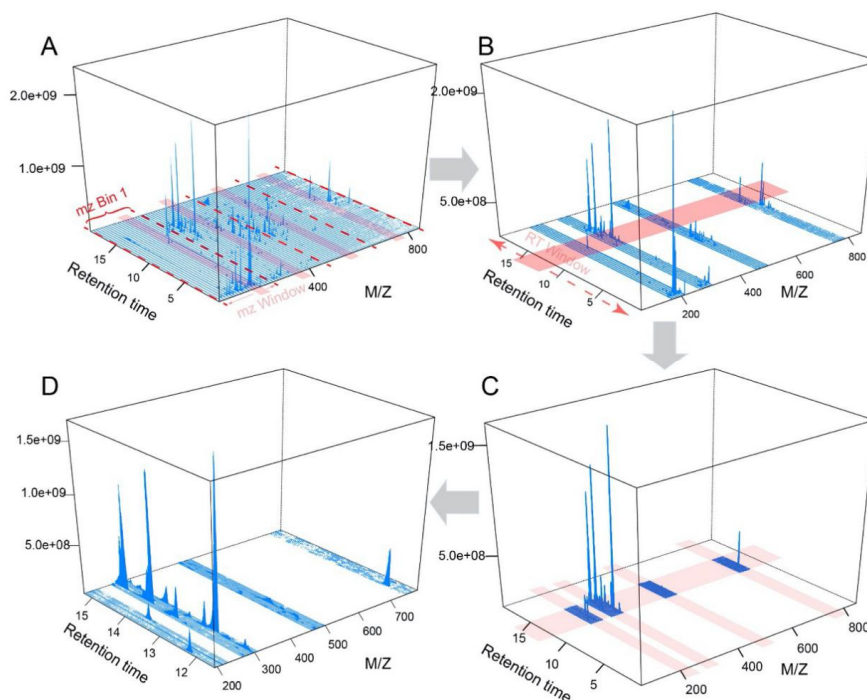 A
2.0e+09
1.0e+09
mz Bin 1
15
10
5
Retention time
mz Window
400
800
M/Z
B
2.0e+09
5.0e+08
RT Window
15
10
5
Retention time
200
400
600
800
M/Z
D
1.5e+09
1.0e+09
5.0e+08
15
14
13
12
Retention time
200
300
400
500
600
700
M/Z
C
1.5e+09
5.0e+08
15
10
5
Retention time
200
400
600
800
M/Z